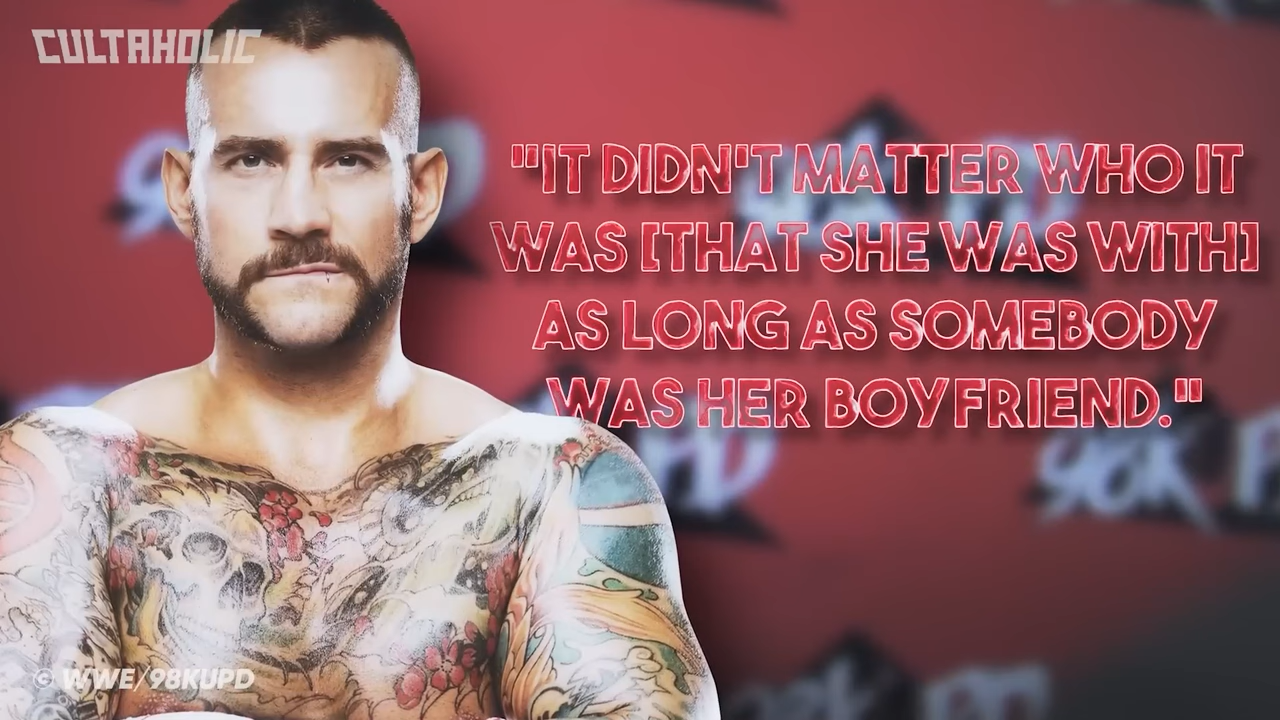 CULTAHOLIC
"IT DIDN'T MATTER WHO IT
WAS [THAT SHE WAS WITH]
AS LONG AS SOMEBODY
WAS HER BOYFRIEND."
© WWE/98KUPD